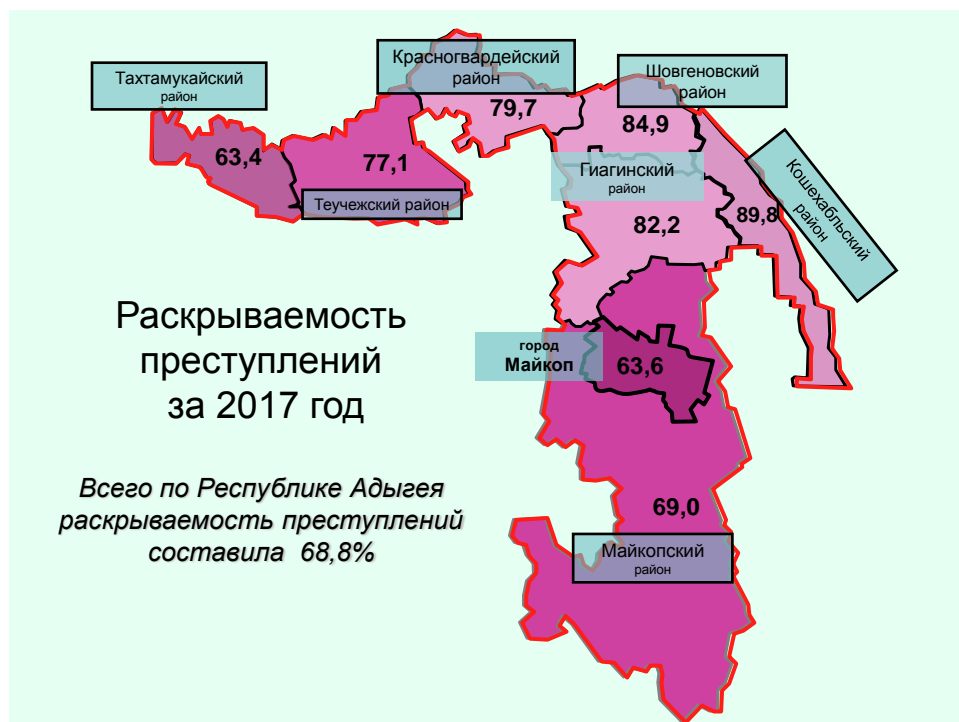 Красногвардейский
район
Тахтамукайский
район
Шовгеновский
район
79,7
84,9
63,4
77,1
Гиагинский
район
Кошехабльский
район
Теучежский район
82,2
89,8
Раскрываемость
преступлений
за 2017 год
город
Майкоп
63,6
Всего по Республике Адыгея
раскрываемость преступлений
составила 68,8%
69,0
Майкопский
район